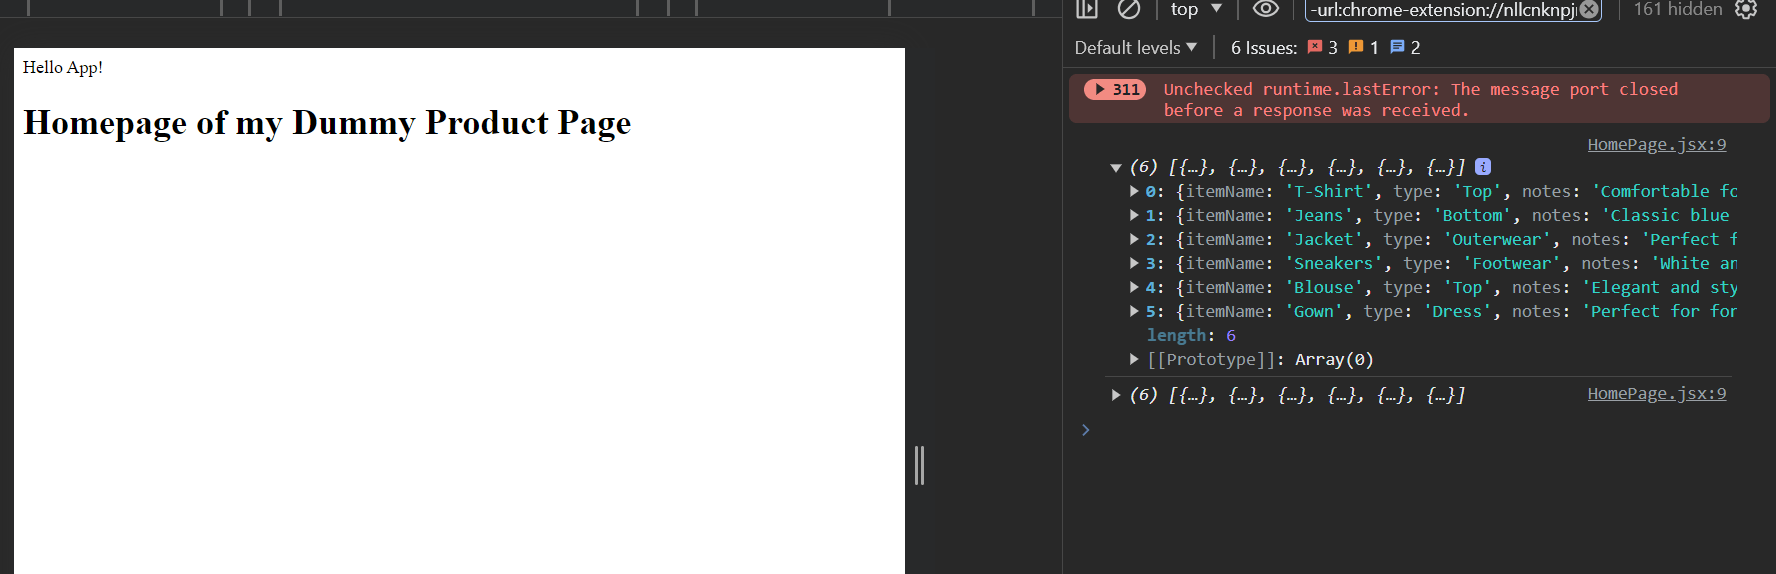 Hello App!
Homepage of my Dummy Product Page
top
-url:chrome-extension://nllcnknpj
161 hidden
Default levels
6 Issues: 3 1 2
311 Unchecked runtime.lastError: The message port closed
before a response was received.
HomePage.jsx:9
(6) [{…}, {…}, {…}, {…}, {…}, {…}] i
0: {itemName: 'T-Shirt', type: 'Top', notes: 'Comfortable fo
1: {itemName: 'Jeans', type: 'Bottom', notes: 'Classic blue
2: {itemName: 'Jacket', type: 'Outerwear', notes: 'Perfect f
3: {itemName: 'Sneakers', type: 'Footwear', notes: 'White an
4: {itemName: 'Blouse', type: 'Top', notes: 'Elegant and sty
5: {itemName: 'Gown', type: 'Dress', notes: 'Perfect for for
length: 6
[[Prototype]]: Array(0)
(6) [{…}, {…}, {…}, {…}, {…}, {…}] HomePage.jsx:9